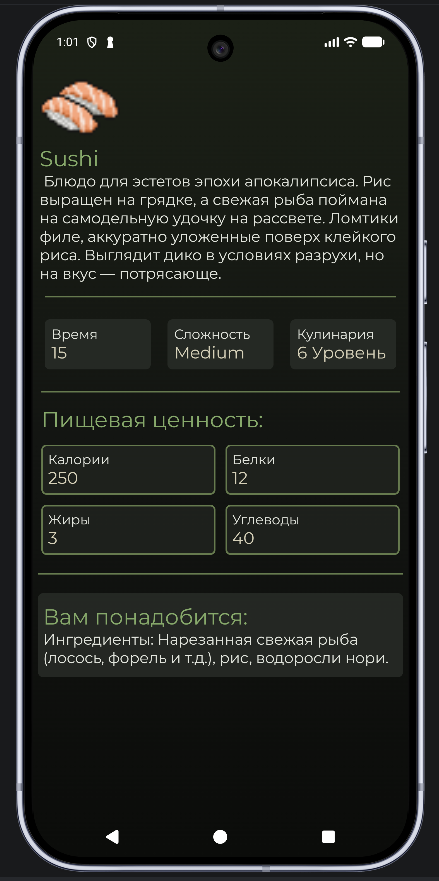 1:01
Sushi
Блюдо для эстетов эпохи апокалипсиса. Рис
выращен на грядке, а свежая рыба поймана
на самодельную удочку на рассвете. Ломтики
филе, аккуратно уложенные поверх клейкого
риса. Выглядит дико в условиях разрухи, но
на вкус — потрясающе.
Время
15
Сложность
Medium
Кулинария
6 Уровень
Пищевая ценность:
Калории
250
Белки
12
Жиры
3
Углеводы
40
Вам понадобится:
Ингредиенты: Нарезанная свежая рыба
(лосось, форель и т.д.), рис, водоросли нори.